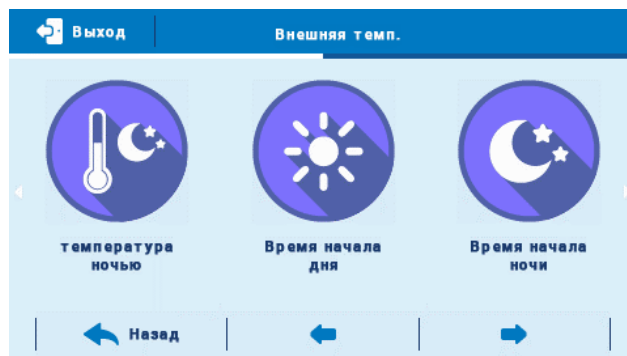 Выход
Внешняя темп.
температура
ночью
Время начала
дня
Время начала
ночи
Назад